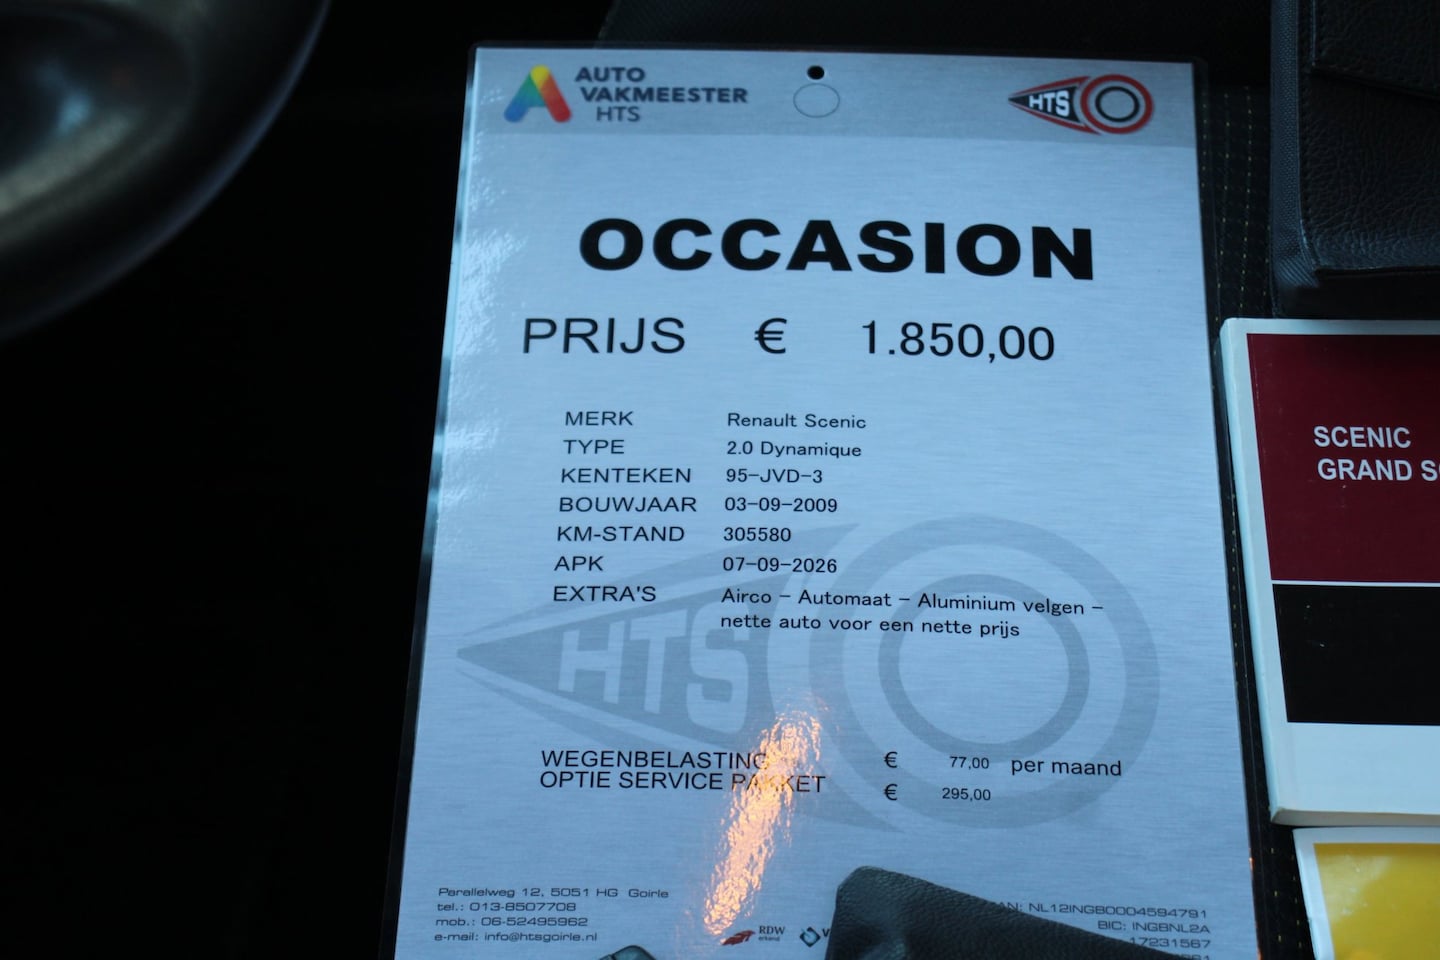 AUTO
VAKMEESTER
HTS
HTS
OCCASION
PRIJS € 1.850,00
MERK Renault Scenic
TYPE 2.0 Dynamique
KENTEKEN 95-JVD-3
BOUWJAAR 03-09-2009
KM-STAND 305580
APK 07-09-2026
EXTRA'S Airco - Automaat - Aluminium velgen -
nette auto voor een nette prijs
HTS
WEGENBELASTING € 77,00 per maand
OPTIE SERVICE PAKKET € 295,00
Parallelweg 12, 5051 HG Goirle
tel.: 013-8507708
mob.: 06-52495962
e-mail: info@htsgoirle.nl
RDW
erkend
NL12INGB0004594791
BIC: INGBNL2A
17231567
SCENIC
GRAND